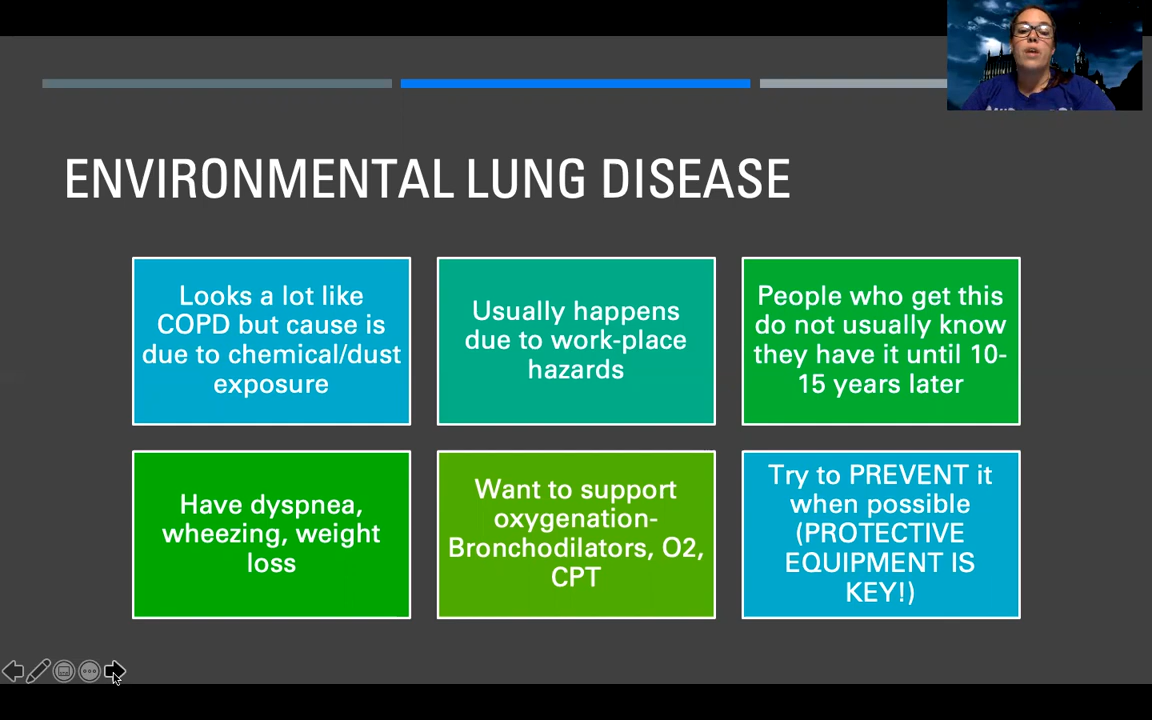 ENVIRONMENTAL LUNG DISEASE
Looks a lot like
COPD but cause is
due to chemical/dust
exposure
Usually happens
due to work-place
hazards
People who get this
do not usually know
they have it until 10-
15 years later
Have dyspnea,
wheezing, weight
loss
Want to support
oxygenation-
Bronchodilators, O2,
CPT
Try to PREVENT it
when possible
(PROTECTIVE
EQUIPMENT IS
KEY!)